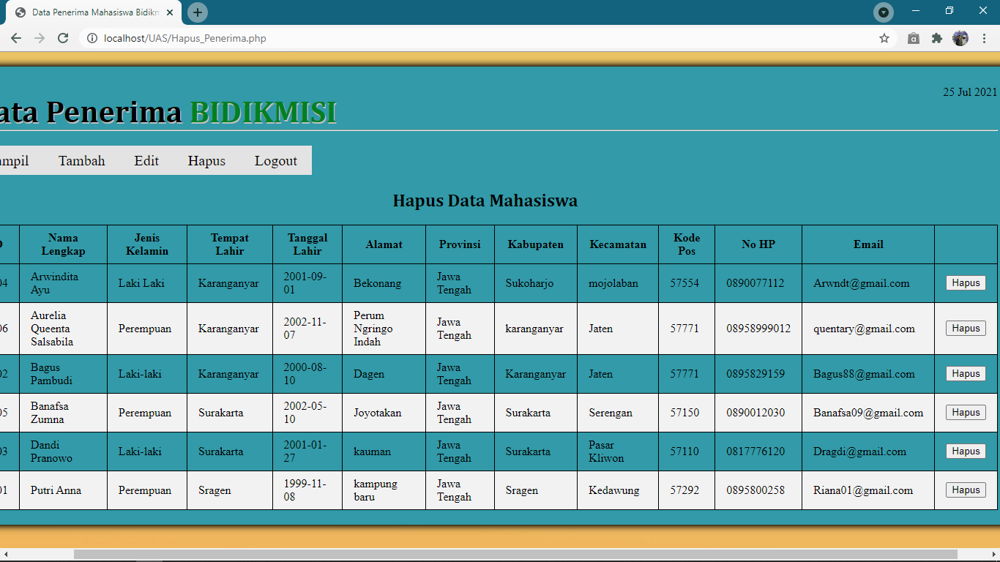 Data Penerima Mahasiswa Bidikm
localhost/UAS/Hapus_Penerima.php
25 Jul 2021
ata Penerima BIDIKMISI
mpil Tambah Edit Hapus Logout
Hapus Data Mahasiswa
Nama Lengkap Jenis Kelamin Tempat Lahir Tanggal Lahir Alamat Provinsi Kabupaten Kecamatan Kode Pos No HP Email
04 Arwindita Ayu Laki Laki Karanganyar 2001-09-01 Bekonang Jawa Tengah Sukoharjo mojolaban 57554 0890077112 Arwndt@gmail.com Hapus
06 Aurelia Queenta Salsabila Perempuan Karanganyar 2002-11-07 Perum Ngringo Indah Jawa Tengah karanganyar Jaten 57771 08958999012 quentary@gmail.com Hapus
02 Bagus Pambudi Laki-laki Karanganyar 2000-08-10 Dagen Jawa Tengah Karanganyar Jaten 57771 0895829159 Bagus88@gmail.com Hapus
05 Banafsa Zumna Perempuan Surakarta 2002-05-10 Joyotakan Jawa Tengah Surakarta Serengan 57150 0890012030 Banafsa09@gmail.com Hapus
03 Dandi Pranowo Laki-laki Surakarta 2001-01-27 kauman Jawa Tengah Surakarta Pasar Kliwon 57110 0817776120 Dragdi@gmail.com Hapus
01 Putri Anna Perempuan Sragen 1999-11-08 kampung baru Jawa Tengah Sragen Kedawung 57292 0895800258 Riana01@gmail.com Hapus